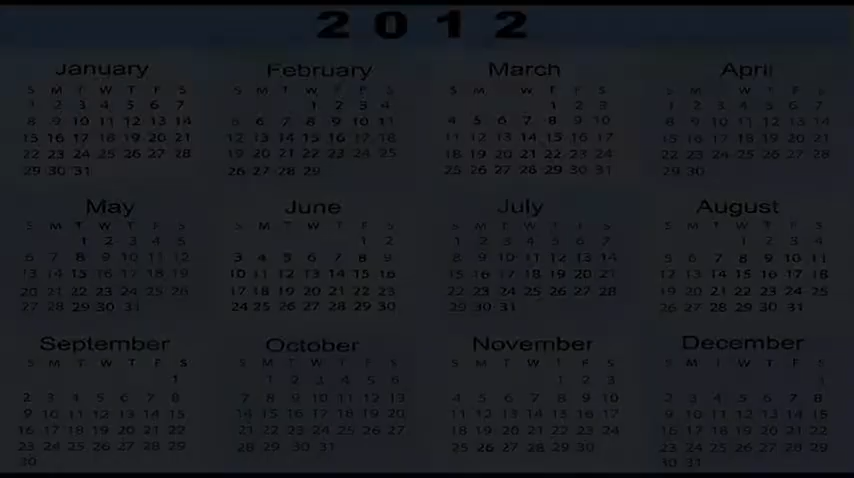 2012
January February March April
S M T W T F S S M T W T F S S M W T F S S M T W T F S
1 2 3 4 5 6 7 1 2 3 4 1 2 3 1 2 3 4 5 6 7
8 9 10 11 12 13 14 5 6 7 8 9 10 11 4 5 6 7 8 9 10 8 9 10 11 12 13 14
15 16 17 18 19 20 21 12 13 14 15 16 17 18 11 12 13 14 15 16 17 15 16 17 18 19 20 21
22 23 24 25 26 27 28 19 20 21 22 23 24 25 18 19 20 21 22 23 24 22 23 24 25 26 27 28
29 30 31 26 27 28 29 25 26 27 28 29 30 31 29 30
May June July August
S M T W T F S S M T W T F S S M T W T F S S M T W T F S
1 2 3 4 5 1 2 1 2 3 4 5 6 7 1 2 3 4
6 7 8 9 10 11 12 3 4 5 6 7 8 9 8 9 10 11 12 13 14 5 6 7 8 9 10 11
13 14 15 16 17 18 19 10 11 12 13 14 15 16 15 16 17 18 19 20 21 12 13 14 15 16 17 18
20 21 22 23 24 25 26 17 18 19 20 21 22 23 22 23 24 25 26 27 28 19 20 21 22 23 24 25
27 28 29 30 31 24 25 26 27 28 29 30 29 30 31 26 27 28 29 30 31
September October November December
S M T W T F S S M T W T F S S M T W T F S S M T W T F S
1 1 2 3 4 5 6 1 2 3 1
2 3 4 5 6 7 8 7 8 9 10 11 12 13 4 5 6 7 8 9 10 2 3 4 5 6 7 8
9 10 11 12 13 14 15 14 15 16 17 18 19 20 11 12 13 14 15 16 17 9 10 11 12 13 14 15
16 17 18 19 20 21 22 21 22 23 24 25 26 27 18 19 20 21 22 23 24 16 17 18 19 20 21 22
23 24 25 26 27 28 29 28 29 30 31 25 26 27 28 29 30 23 24 25 26 27 28 29
30 30 31